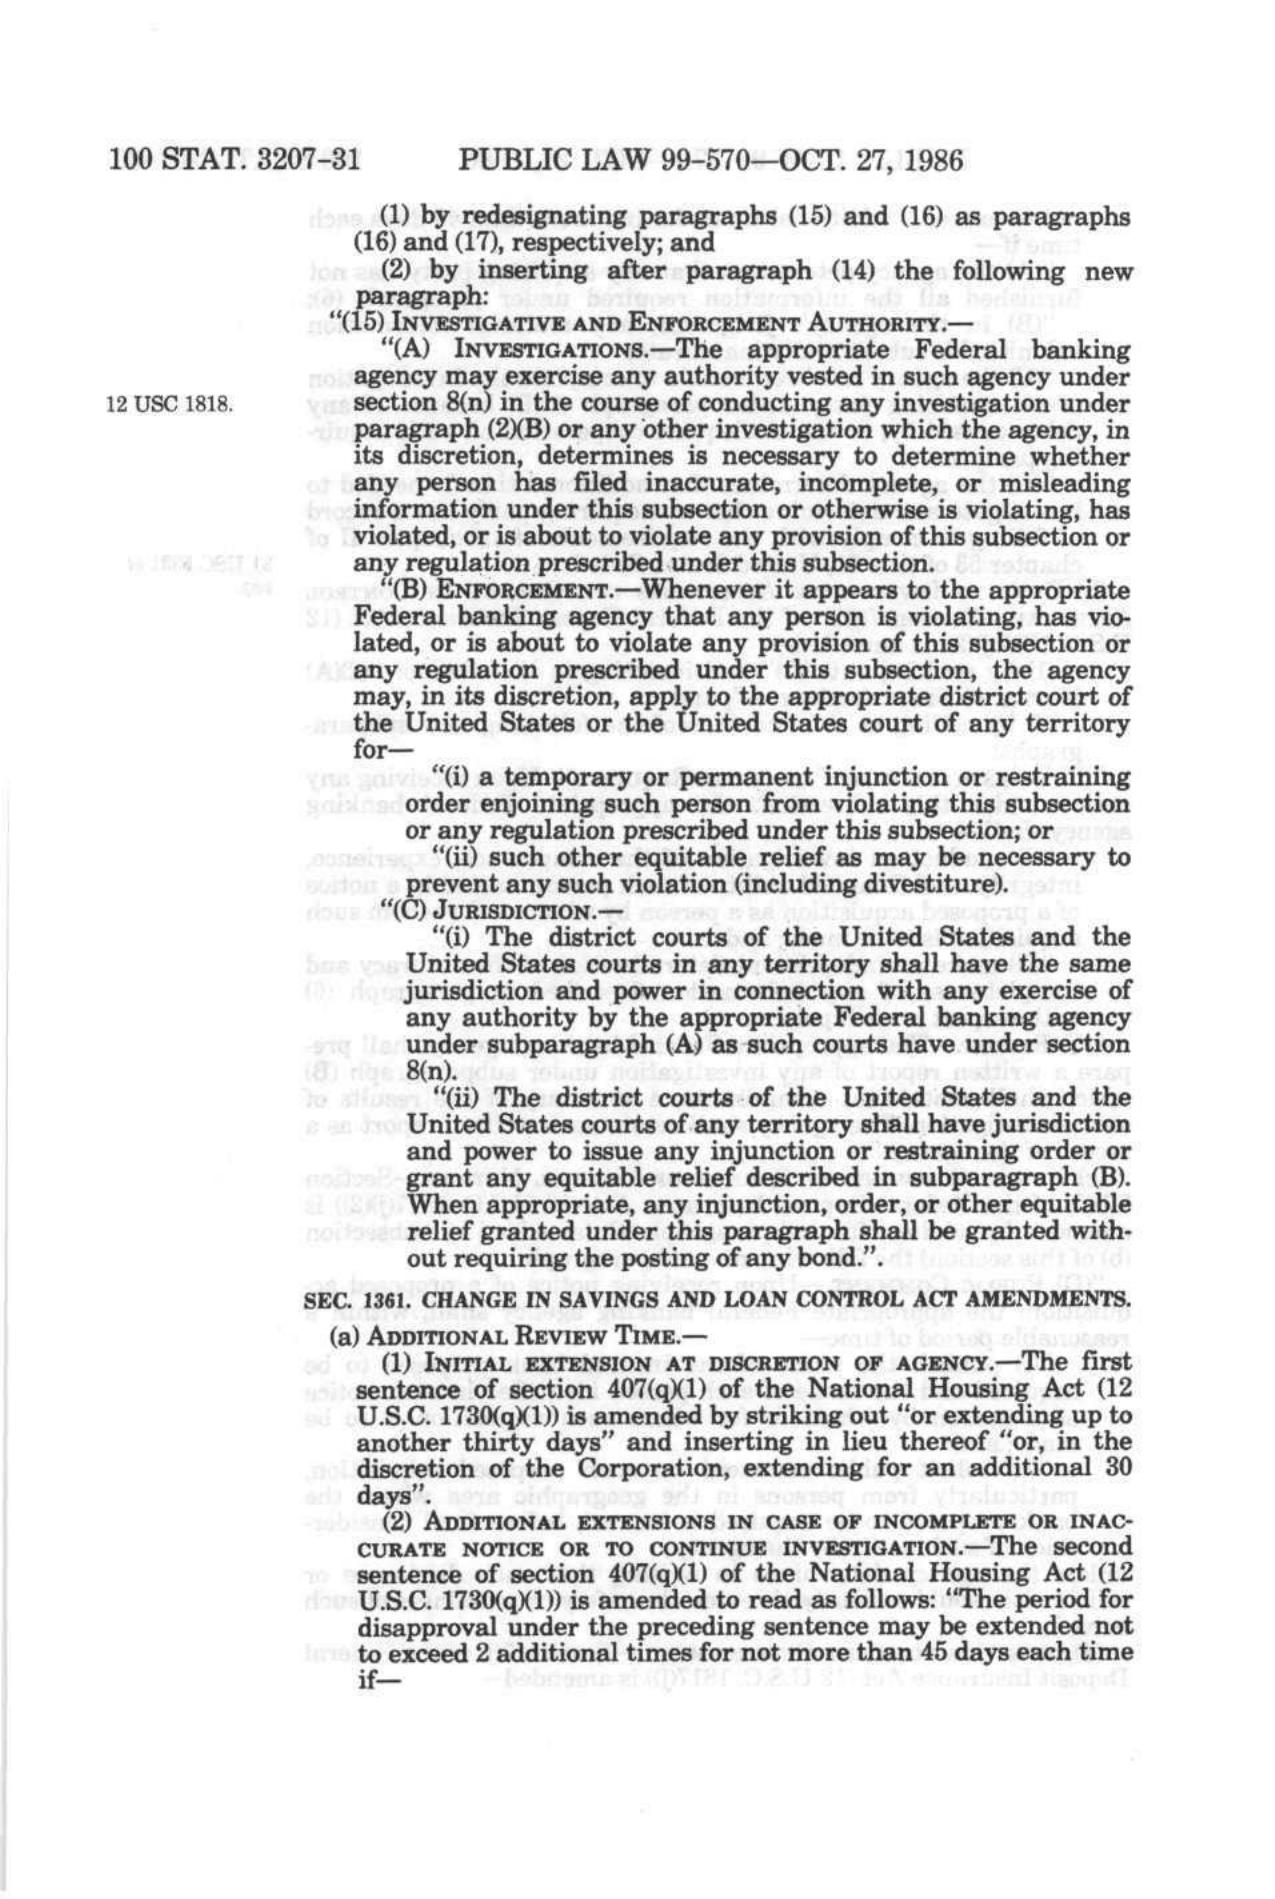 100 STAT. 3207-31 PUBLIC LAW 99-570—OCT. 27, 1986
(1) by redesignating paragraphs (15) and (16) as paragraphs
(16) and (17), respectively; and
(2) by inserting after paragraph (14) the following new
paragraph:
"(15) INVESTIGATIVE AND ENFORCEMENT AUTHORITY.—
"(A) INVESTIGATIONS.—The appropriate Federal banking
agency may exercise any authority vested in such agency under
12 USC 1818.
section 8(n) in the course of conducting any investigation under
paragraph (2)(B) or any other investigation which the agency, in
its discretion, determines is necessary to determine whether
any person has filed inaccurate, incomplete, or misleading
information under this subsection or otherwise is violating, has
violated, or is about to violate any provision of this subsection or
any regulation prescribed under this subsection.
"(B) ENFORCEMENT.—Whenever it appears to the appropriate
Federal banking agency that any person is violating, has vio-
lated, or is about to violate any provision of this subsection or
any regulation prescribed under this subsection, the agency
may, in its discretion, apply to the appropriate district court of
the United States or the United States court of any territory
for—
"(i) a temporary or permanent injunction or restraining
order enjoining such person from violating this subsection
or any regulation prescribed under this subsection; or
"(ii) such other equitable relief as may be necessary to
prevent any such violation (including divestiture).
"(C) JURISDICTION.—
"(i) The district courts of the United States and the
United States courts in any territory shall have the same
jurisdiction and power in connection with any exercise of
any authority by the appropriate Federal banking agency
under subparagraph (A) as such courts have under section
8(n).
"(ii) The district courts of the United States and the
United States courts of any territory shall have jurisdiction
and power to issue any injunction or restraining order or
grant any equitable relief described in subparagraph (B).
When appropriate, any injunction, order, or other equitable
relief granted under this paragraph shall be granted with-
out requiring the posting of any bond.".
SEC. 1361. CHANGE IN SAVINGS AND LOAN CONTROL ACT AMENDMENTS.
(a) ADDITIONAL REVIEW TIME.—
(1) INITIAL EXTENSION AT DISCRETION OF AGENCY.—The first
sentence of section 407(q)(1) of the National Housing Act (12
U.S.C. 1730(q)(1)) is amended by striking out "or extending up to
another thirty days" and inserting in lieu thereof "or, in the
discretion of the Corporation, extending for an additional 30
days".
(2) ADDITIONAL EXTENSIONS IN CASE OF INCOMPLETE OR INAC-
CURATE NOTICE OR TO CONTINUE INVESTIGATION.—The second
sentence of section 407(q)(1) of the National Housing Act (12
U.S.C. 1730(q)(1)) is amended to read as follows: "The period for
disapproval under the preceding sentence may be extended not
to exceed 2 additional times for not more than 45 days each time
if—